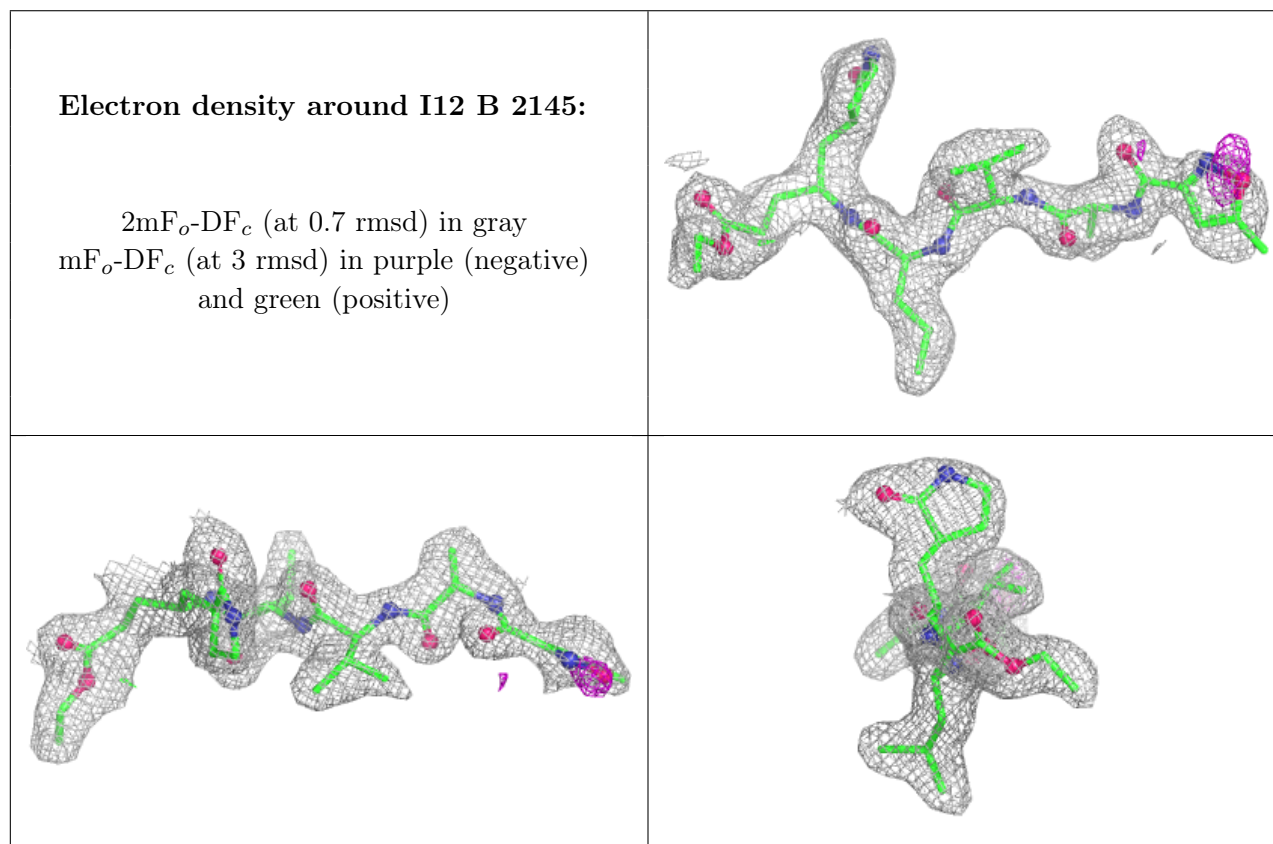 Electron density around I12 B 2145:
2mFo-DFc (at 0.7 rmsd) in gray
mFo-DFc (at 3 rmsd) in purple (negative)
and green (positive)